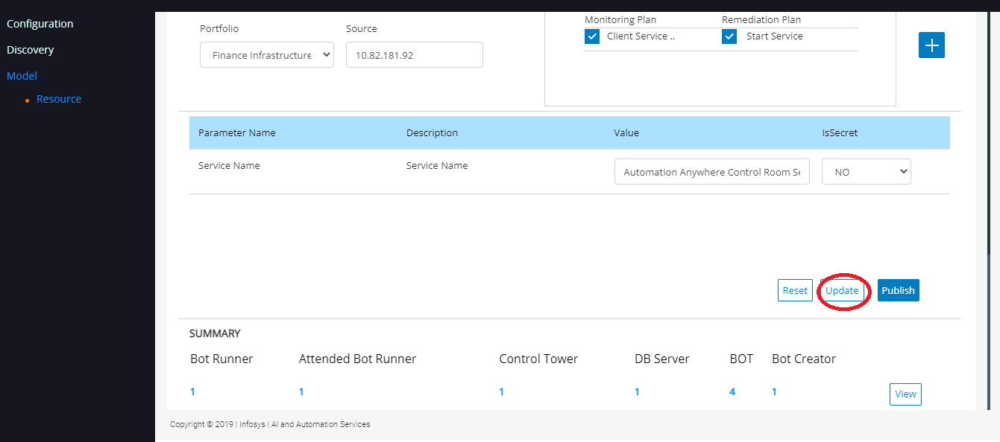 Configuration
Discovery
Model
Resource
Portfolio Source
Finance Infrastructure 10.82.181.92
Monitoring Plan Remediation Plan
Client Service .. Start Service
Parameter Name Description Value IsSecret
Service Name Service Name Automation Anywhere Control Room Se NO
Reset Update Publish
SUMMARY
Bot Runner Attended Bot Runner Control Tower DB Server BOT Bot Creator
1 1 1 1 4 1 View
Copyright © 2019 | Infosys | AI and Automation Services